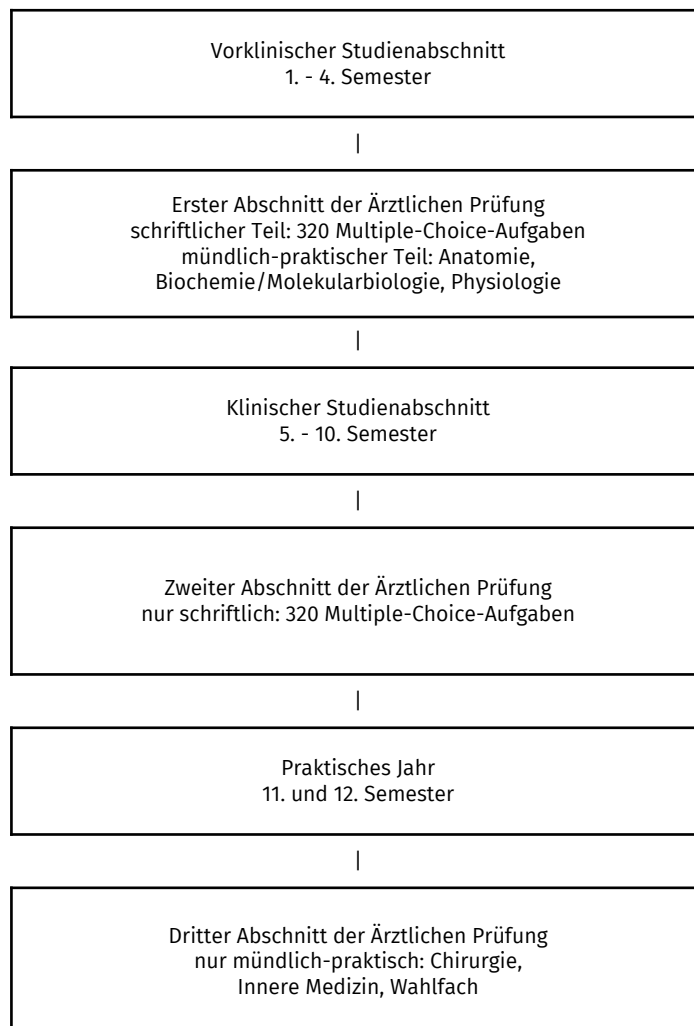 Vorklinischer Studienabschnitt
1. - 4. Semester
|
Erster Abschnitt der Ärztlichen Prüfung
schriftlicher Teil: 320 Multiple-Choice-Aufgaben
mündlich-praktischer Teil: Anatomie,
Biochemie/Molekularbiologie, Physiologie
|
Klinischer Studienabschnitt
5. - 10. Semester
|
Zweiter Abschnitt der Ärztlichen Prüfung
nur schriftlich: 320 Multiple-Choice-Aufgaben
|
Praktisches Jahr
11. und 12. Semester
|
Dritter Abschnitt der Ärztlichen Prüfung
nur mündlich-praktisch: Chirurgie,
Innere Medizin, Wahlfach